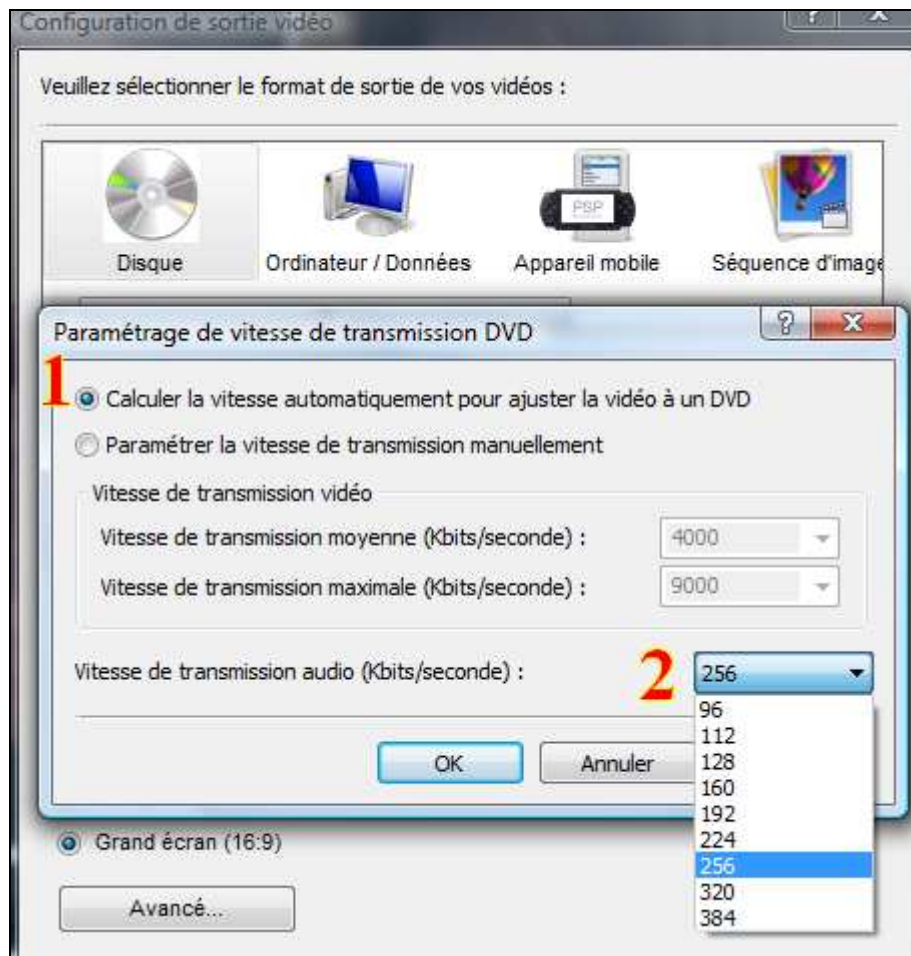 Configuration de sortie vidéo
Veuillez sélectionner le format de sortie de vos vidéos :
PSP
Disque
Ordinateur / Données
Appareil mobile
Séquence d'image
Paramétrage de vitesse de transmission DVD
1
Calculer la vitesse automatiquement pour ajuster la vidéo à un DVD
Paramétrer la vitesse de transmission manuellement
Vitesse de transmission vidéo
Vitesse de transmission moyenne (Kbits/seconde) : 4000
Vitesse de transmission maximale (Kbits/seconde) : 9000
Vitesse de transmission audio (Kbits/seconde) : 2 256
96
112
128
160
192
224
256
320
384
OK
Annuler
Grand écran (16:9)
Avancé...